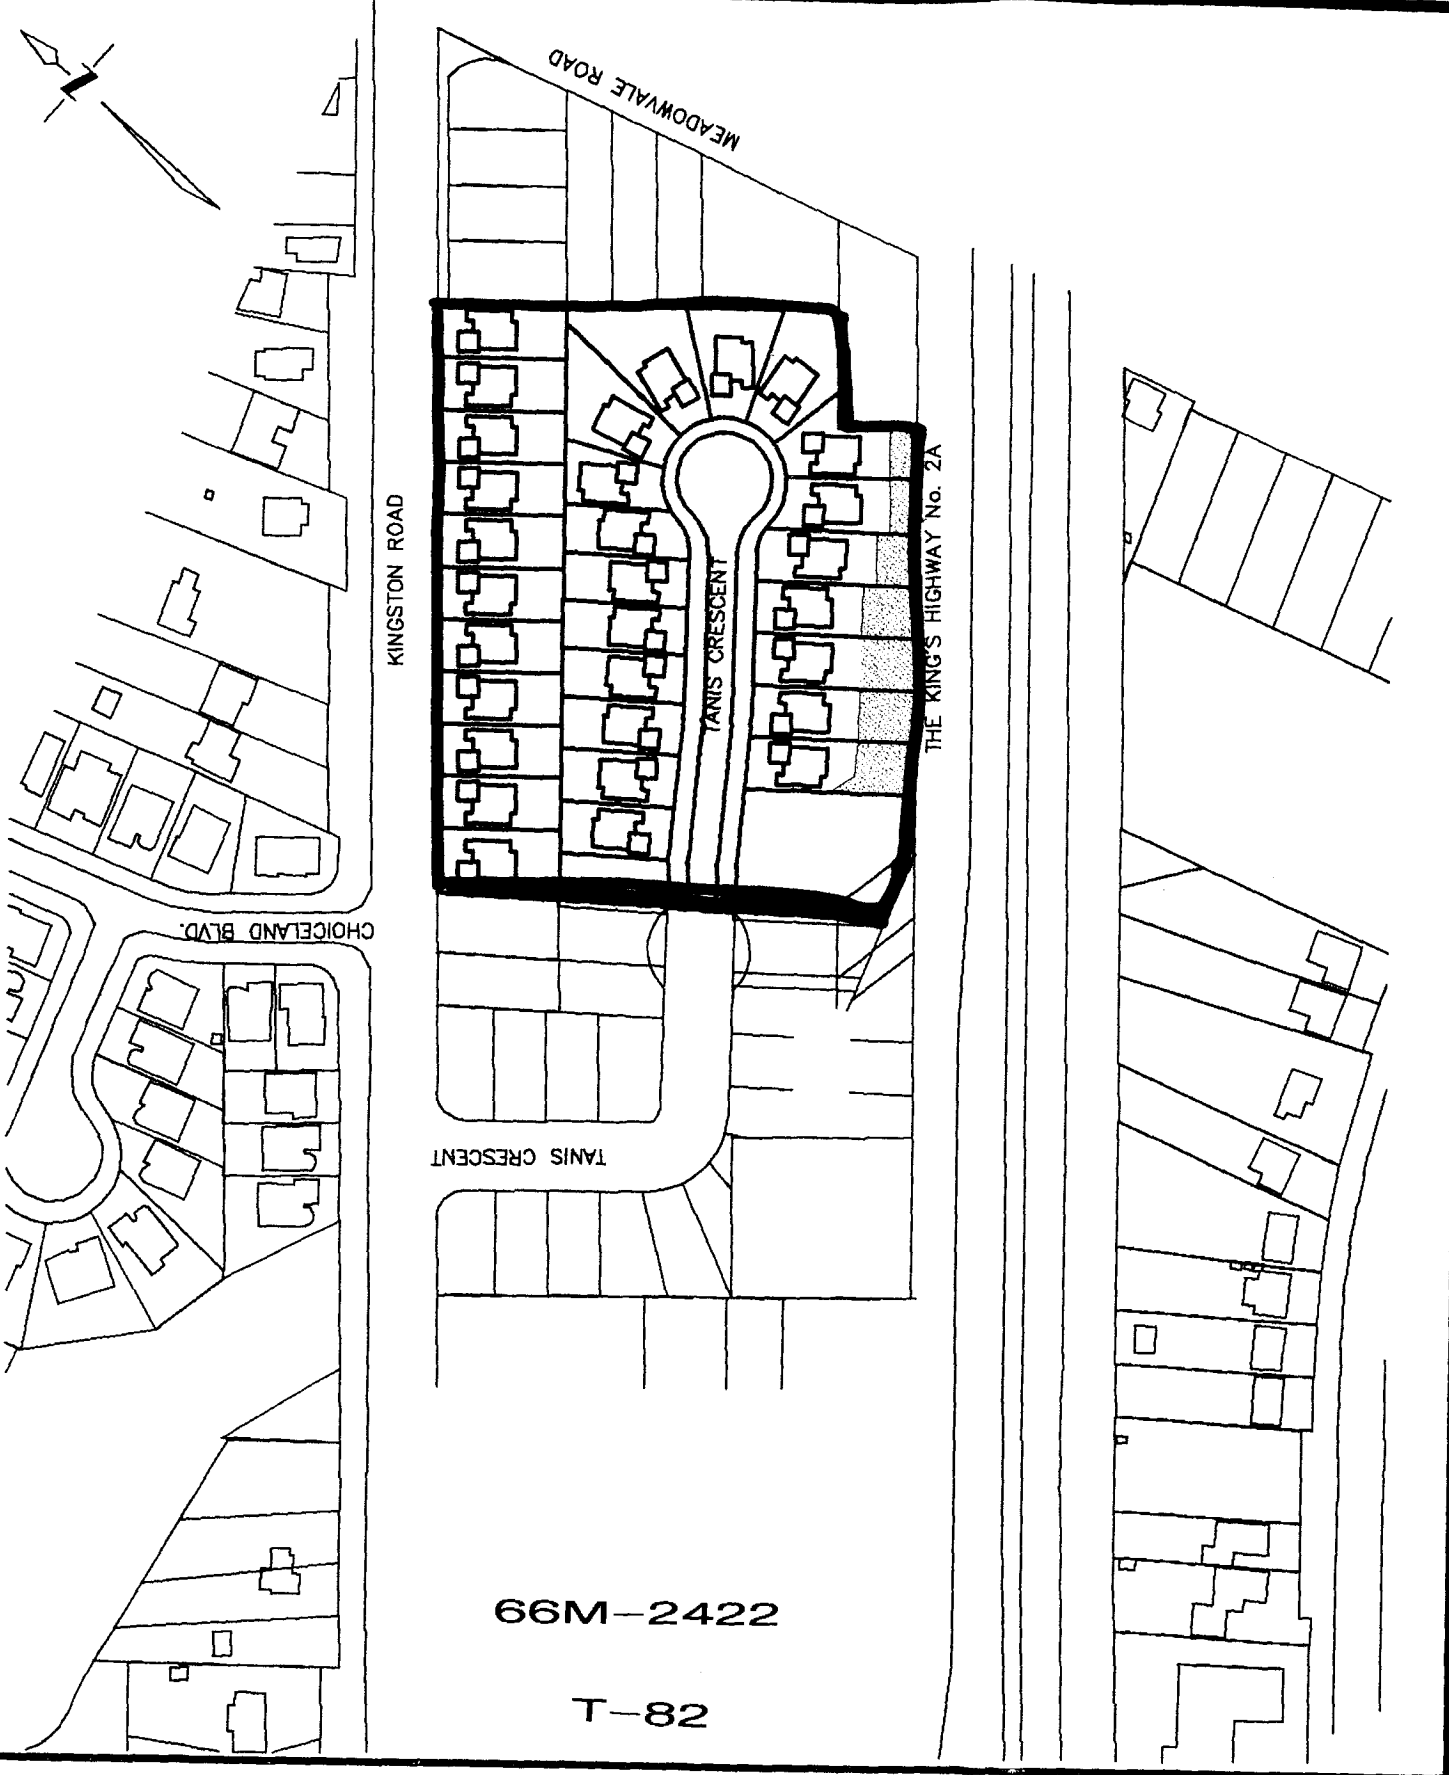 MEADOWVALE ROAD
KINGSTON ROAD
TANIS CRESCENT
THE KING'S HIGHWAY No. 2A
CHOICELAND BLVD.
TANIS CRESCENT
66M-2422
T-82